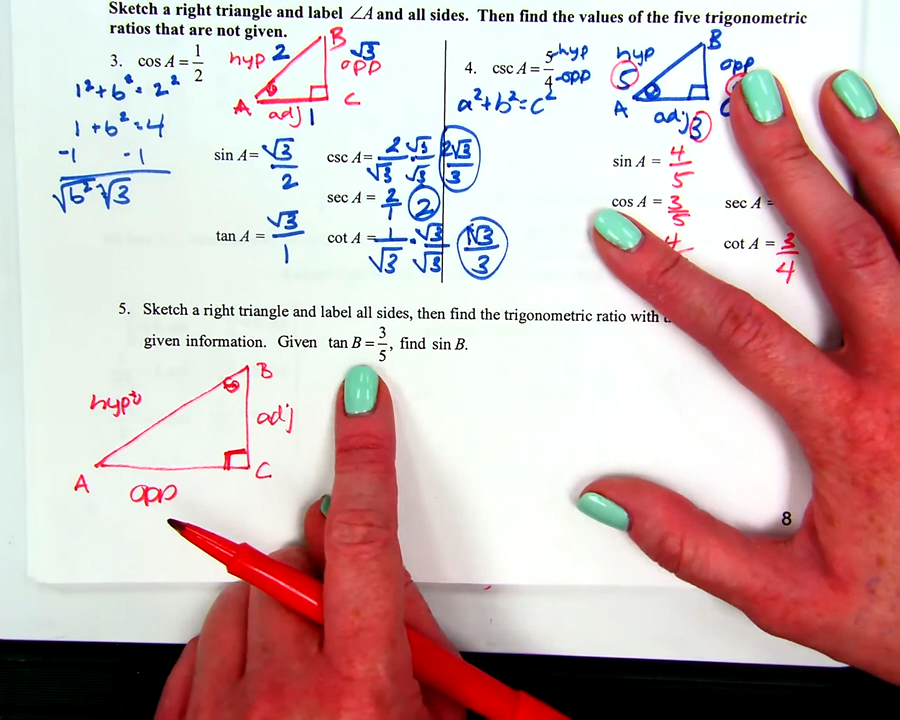 Sketch a right triangle and label ∠A and all sides. Then find the values of the five trigonometric
ratios that are not given.
3. cos A = 1/2
hyp 2
B
√3
opp
A
adj 1
C
1² + b² = 2²
1 + b² = 4
-1 -1
√b² √3
sin A = √3/2
csc A = 2/√3 √3/√3 2√3/3
sec A = 2/1 2
tan A = √3/1
cot A = 1/√3 · √3/√3 1√3/3
4. csc A = 5/4 -hyp -opp
a² + b² = c²
hyp
5
B
opp
A
adj 3
sin A = 4/5
cos A = 3/5
sec A =
4
cot A = 3/4
5. Sketch a right triangle and label all sides, then find the trigonometric ratio with
given information. Given tan B = 3/5, find sin B.
B
hyp
adj
A
opp
C
8